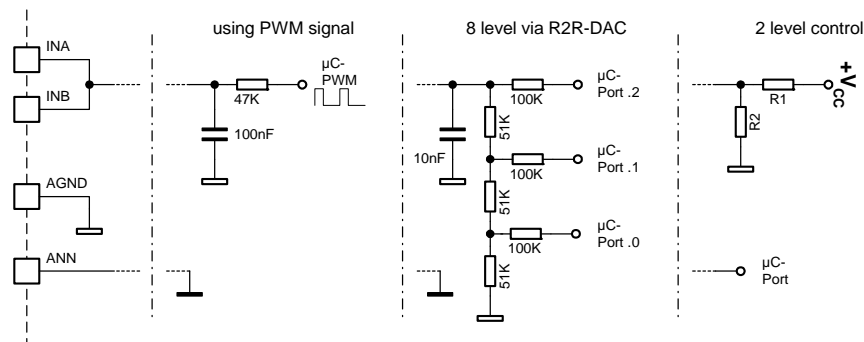 using PWM signal
8 level via R2R-DAC
2 level control
INA
INB
AGND
ANN
µC-
PWM
47K
100nF
µC-
Port .2
100K
51K
10nF
µC-
Port .1
100K
51K
µC-
Port .0
100K
51K
+V
CC
R1
R2
µC-
Port